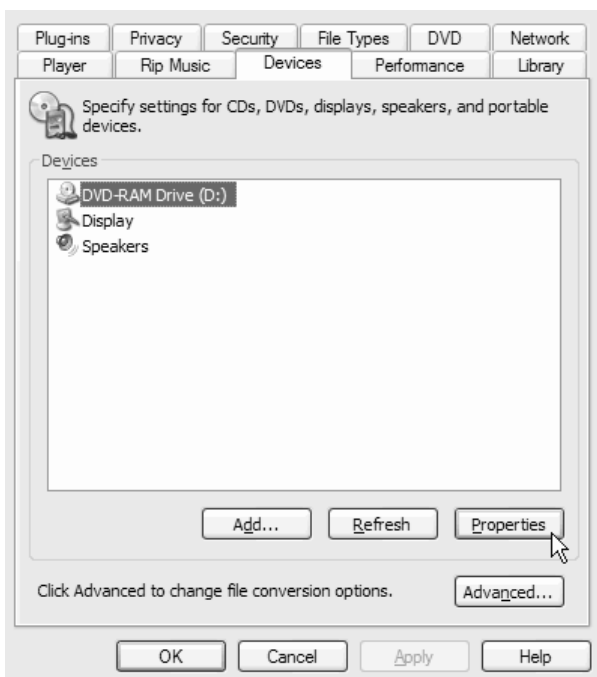 Plug-ins Privacy Security File Types DVD Network
Player Rip Music Devices Performance Library
Specify settings for CDs, DVDs, displays, speakers, and portable
devices.
Devices
DVD-RAM Drive (D:)
Display
Speakers
Add... Refresh Properties
Click Advanced to change file conversion options. Advanced...
OK Cancel Apply Help